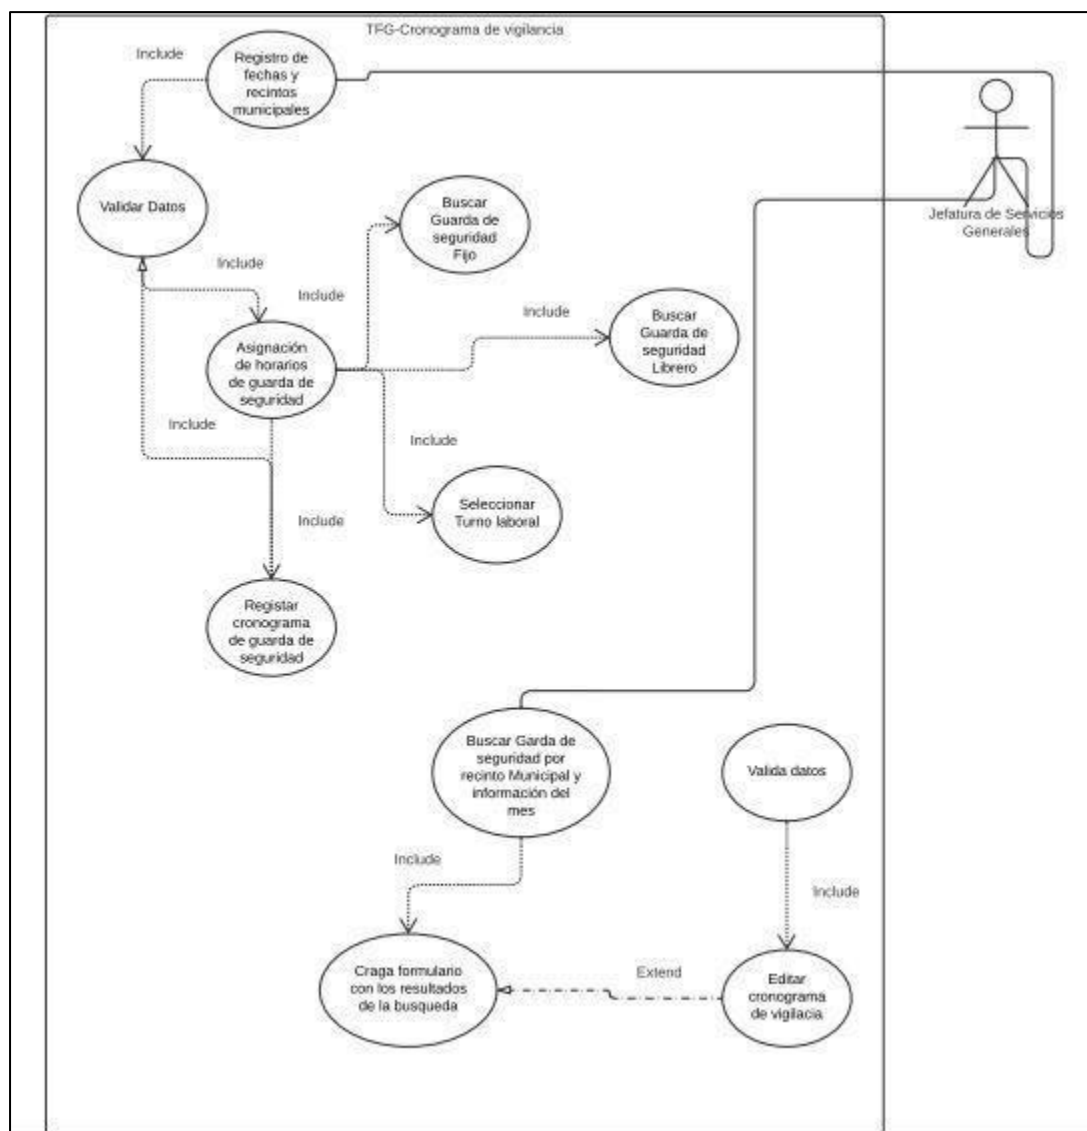 TFG-Cronograma de vigilancia
Include
Registro de
fechas y
recintos
municipales
Validar Datos
Buscar
Guarda de
seguridad
Fijo
Jefatura de Servicios
Generales
Include
Include
Include
Buscar
Guarda de
seguridad
Librero
Asignación
de horarios
de guarda de
seguridad
Include
Include
Seleccionar
Turno laboral
Include
Registar
cronograma
de guarda de
seguridad
Buscar Garda de
seguridad por
recinto Municipal y
información del
mes
Valida datos
Include
Include
Craga formulario
con los resultados
de la busqueda
Extend
Editar
cronograma
de vigilacia